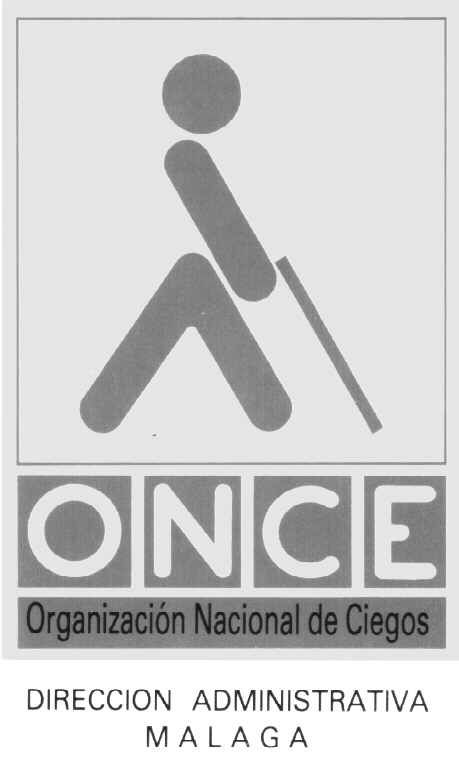 ONCE
Organización Nacional de Ciegos
DIRECCION ADMINISTRATIVA
MALAGA